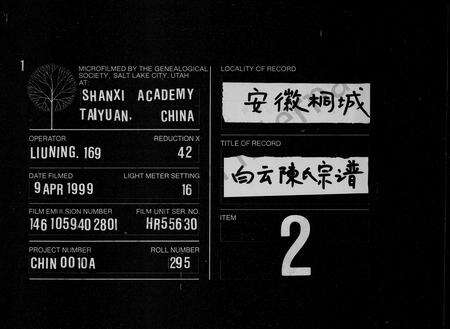 1
MICROFILMED BY THE GENEALOGICAL
SOCIETY, SALT LAKE CITY, UTAH
AT:
SHANXI ACADEMY
TAIYUAN, CHINA
OPERATOR REDUCTION X
LIUNING. 169 42
DATE FILMED LIGHT METER SETTING
9 APR 1999 16
FILM EMULSION NUMBER FILM UNIT SER. NO.
146 105940 2801 HR55630
PROJECT NUMBER ROLL NUMBER
CHIN 0010A 295
LOCALITY OF RECORD
安徽桐城
TITLE OF RECORD
白云陳氏宗谱
ITEM
2